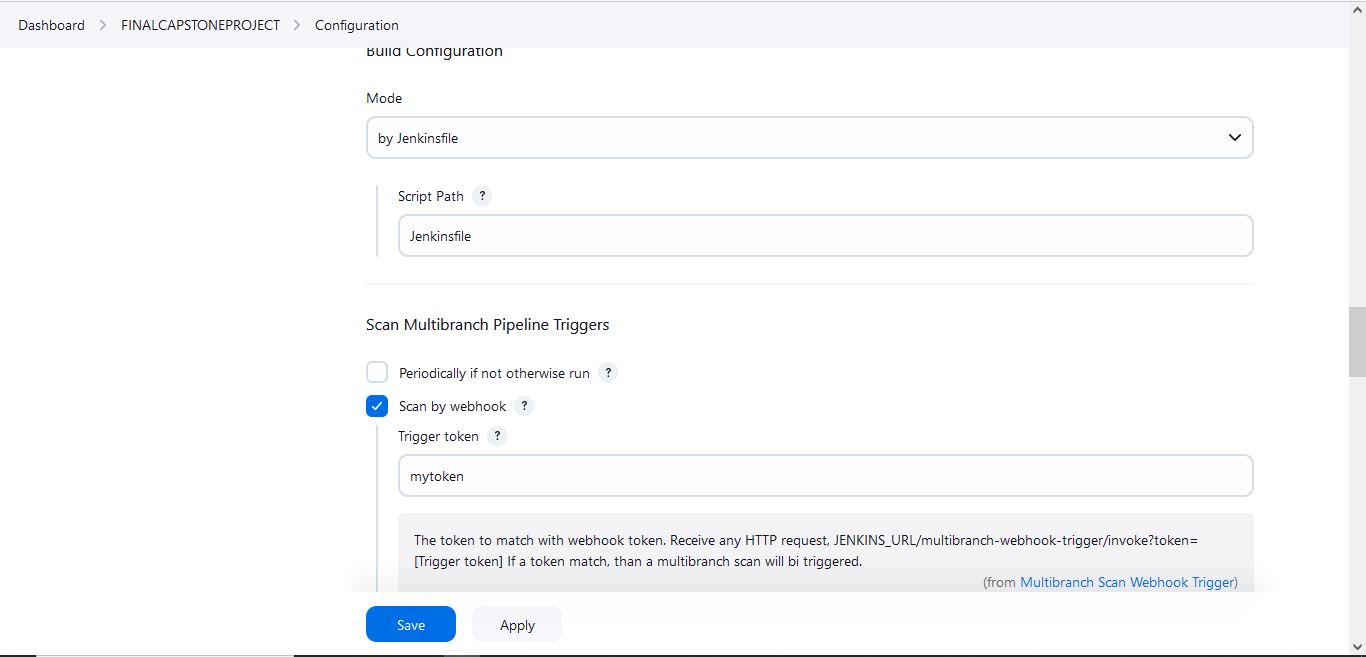 Dashboard > FINALCAPSTONEPROJECT > Configuration
Build Configuration
Mode
by Jenkinsfile
Script Path ?
Jenkinsfile
Scan Multibranch Pipeline Triggers
Periodically if not otherwise run ?
Scan by webhook ?
Trigger token ?
mytoken
The token to match with webhook token. Receive any HTTP request, JENKINS_URL/multibranch-webhook-trigger/invoke?token=
[Trigger token] If a token match, than a multibranch scan will bi triggered.
(from Multibranch Scan Webhook Trigger)
Save Apply